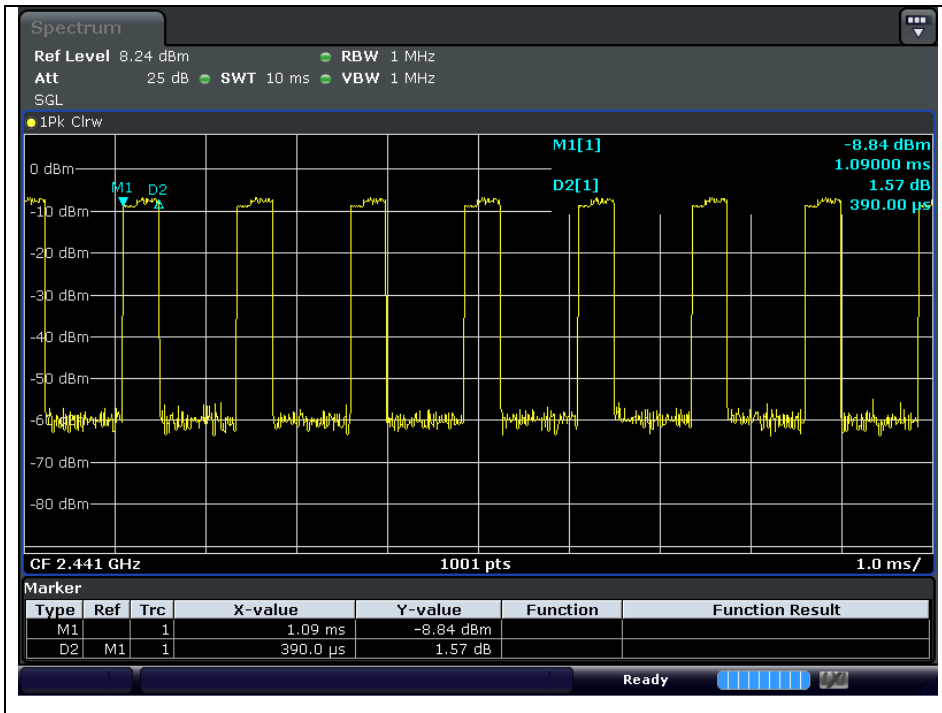 Spectrum
Ref Level 8.24 dBm RBW 1 MHz
Att 25 dB SWT 10 ms VBW 1 MHz
SGL
1Pk Clrw
M1[1] -8.84 dBm
1.09000 ms
D2[1] 1.57 dB
390.00 µs
0 dBm
M1 D2
-10 dBm
-20 dBm
-30 dBm
-40 dBm
-50 dBm
-70 dBm
-80 dBm
CF 2.441 GHz 1001 pts 1.0 ms/
Marker
Type Ref Trc X-value Y-value Function Function Result
M1 1 1.09 ms -8.84 dBm
D2 M1 1 390.0 µs 1.57 dB
Ready